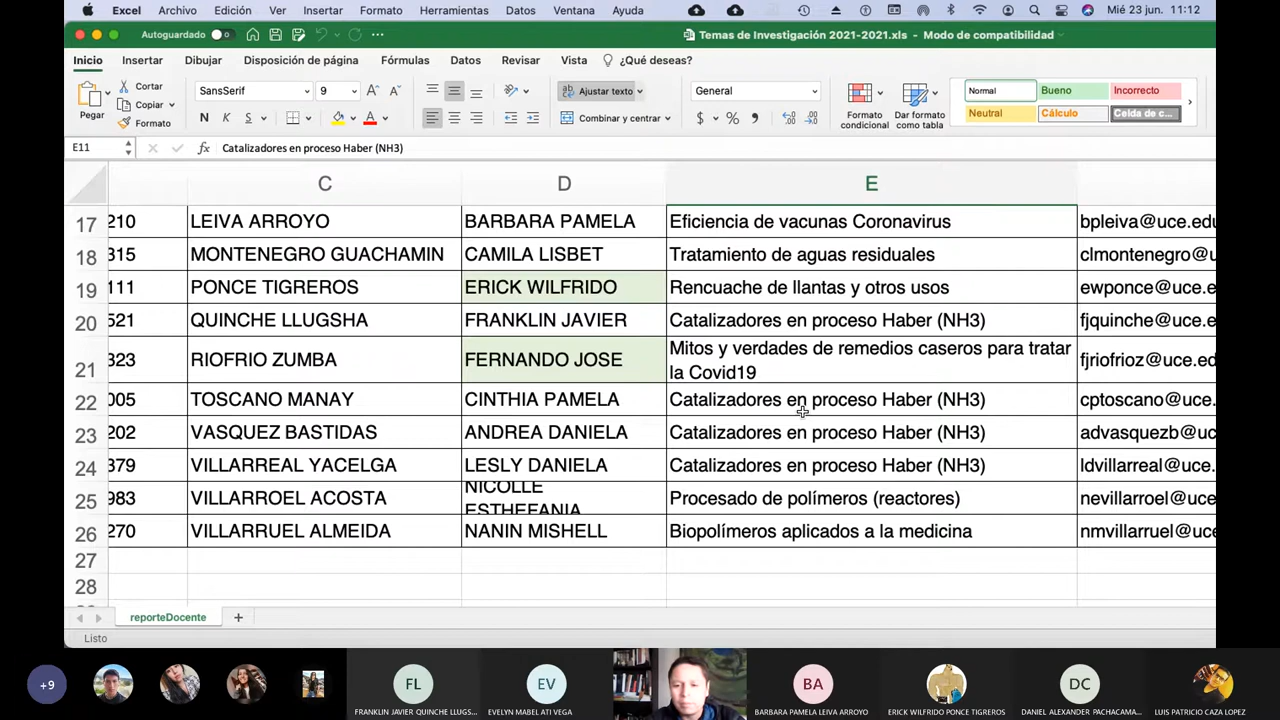 Excel Archivo Edición Ver Insertar Formato Herramientas Datos Ventana Ayuda Mié 23 jun. 11:12
Autoguardado Temas de Investigación 2021-2021.xls - Modo de compatibilidad
Inicio Insertar Dibujar Disposición de página Fórmulas Datos Revisar Vista ¿Qué deseas?
Pegar Cortar Copiar Formato
SansSerif 9 Ajustar texto General
N K S Combinar y centrar $ %
Formato condicional
Dar formato como tabla
Normal Bueno Incorrecto
Neutral Cálculo Celda de c...
E11 fx Catalizadores en proceso Haber (NH3)
C D E
17 210 LEIVA ARROYO BARBARA PAMELA Eficiencia de vacunas Coronavirus bpleiva@uce.edu
18 315 MONTENEGRO GUACHAMIN CAMILA LISBET Tratamiento de aguas residuales clmontenegro@u
19 111 PONCE TIGREROS ERICK WILFRIDO Rencuache de llantas y otros usos ewponce@uce.e
20 521 QUINCHE LLUGSHA FRANKLIN JAVIER Catalizadores en proceso Haber (NH3) fjquinche@uce.e
21 323 RIOFRIO ZUMBA FERNANDO JOSE Mitos y verdades de remedios caseros para tratar
la Covid19 fjriofrioz@uce.ed
22 005 TOSCANO MANAY CINTHIA PAMELA Catalizadores en proceso Haber (NH3) cptoscano@uce.
23 202 VASQUEZ BASTIDAS ANDREA DANIELA Catalizadores en proceso Haber (NH3) advasquezb@uc
24 379 VILLARREAL YACELGA LESLY DANIELA Catalizadores en proceso Haber (NH3) ldvillarreal@uce.
25 983 VILLARROEL ACOSTA NICOLLE
ESTHEFANIA Procesado de polímeros (reactores) nevillarroel@uce.
26 270 VILLARRUEL ALMEIDA NANIN MISHELL Biopolímeros aplicados a la medicina nmvillarruel@uce
27
28
reporteDocente
Listo
+9 FL EV BA DC
FRANKLIN JAVIER QUINCHE LLUGS... EVELYN MABEL ATI VEGA BARBARA PAMELA LEIVA ARROYO ERICK WILFRIDO PONCE TIGREROS DANIEL ALEXANDER PACHACAMA... LUIS PATRICIO CAZA LOPEZ